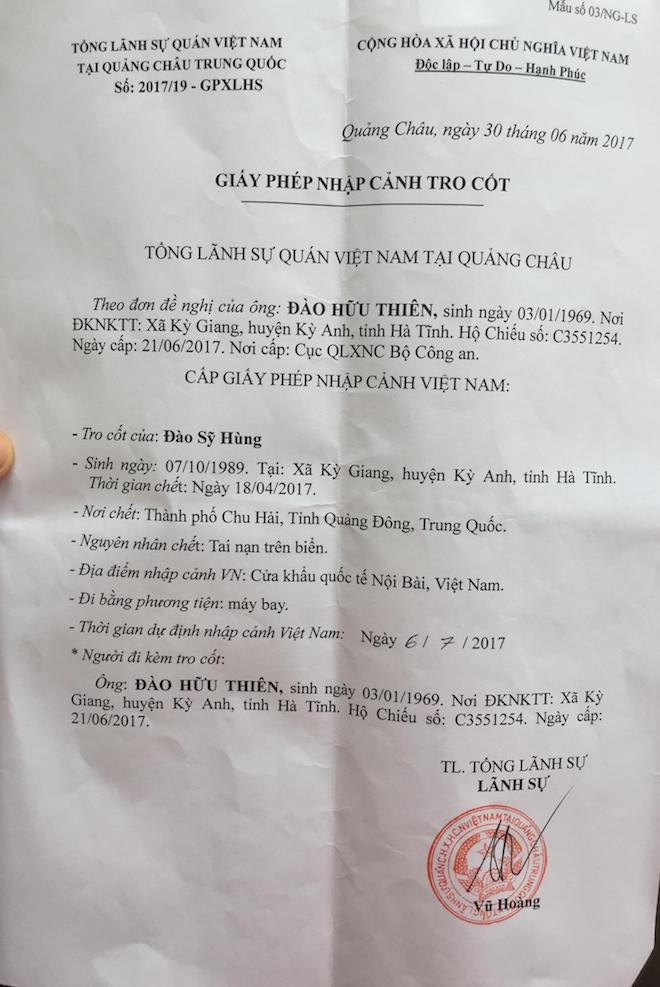 Mẫu số 03/NG-LS
TỔNG LÃNH SỰ QUÁN VIỆT NAM
TẠI QUẢNG CHÂU TRUNG QUỐC
Số: 2017/19 - GPXLHS
CỘNG HÒA XÃ HỘI CHỦ NGHĨA VIỆT NAM
Độc lập – Tự Do – Hạnh Phúc
Quảng Châu, ngày 30 tháng 06 năm 2017
GIẤY PHÉP NHẬP CẢNH TRO CỐT
TỔNG LÃNH SỰ QUÁN VIỆT NAM TẠI QUẢNG CHÂU
Theo đơn đề nghị của ông: ĐÀO HỮU THIÊN, sinh ngày 03/01/1969. Nơi
ĐKNKTT: Xã Kỳ Giang, huyện Kỳ Anh, tỉnh Hà Tĩnh. Hộ Chiếu số: C3551254.
Ngày cấp: 21/06/2017. Nơi cấp: Cục QLXNC Bộ Công an.
CẤP GIẤY PHÉP NHẬP CẢNH VIỆT NAM:
- Tro cốt của: Đào Sỹ Hùng
- Sinh ngày: 07/10/1989. Tại: Xã Kỳ Giang, huyện Kỳ Anh, tỉnh Hà Tĩnh.
Thời gian chết: Ngày 18/04/2017.
- Nơi chết: Thành phố Chu Hải, Tỉnh Quảng Đông, Trung Quốc.
- Nguyên nhân chết: Tai nạn trên biển.
- Địa điểm nhập cảnh VN: Cửa khẩu quốc tế Nội Bài, Việt Nam.
- Đi bằng phương tiện: máy bay.
- Thời gian dự định nhập cảnh Việt Nam: Ngày 6 / 7 / 2017
* Người đi kèm tro cốt:
Ông: ĐÀO HỮU THIÊN, sinh ngày 03/01/1969. Nơi ĐKNKTT: Xã Kỳ
Giang, huyện Kỳ Anh, tỉnh Hà Tĩnh. Hộ Chiếu số: C3551254. Ngày cấp:
21/06/2017.
TL. TỔNG LÃNH SỰ
LÃNH SỰ
Vũ Hoàng